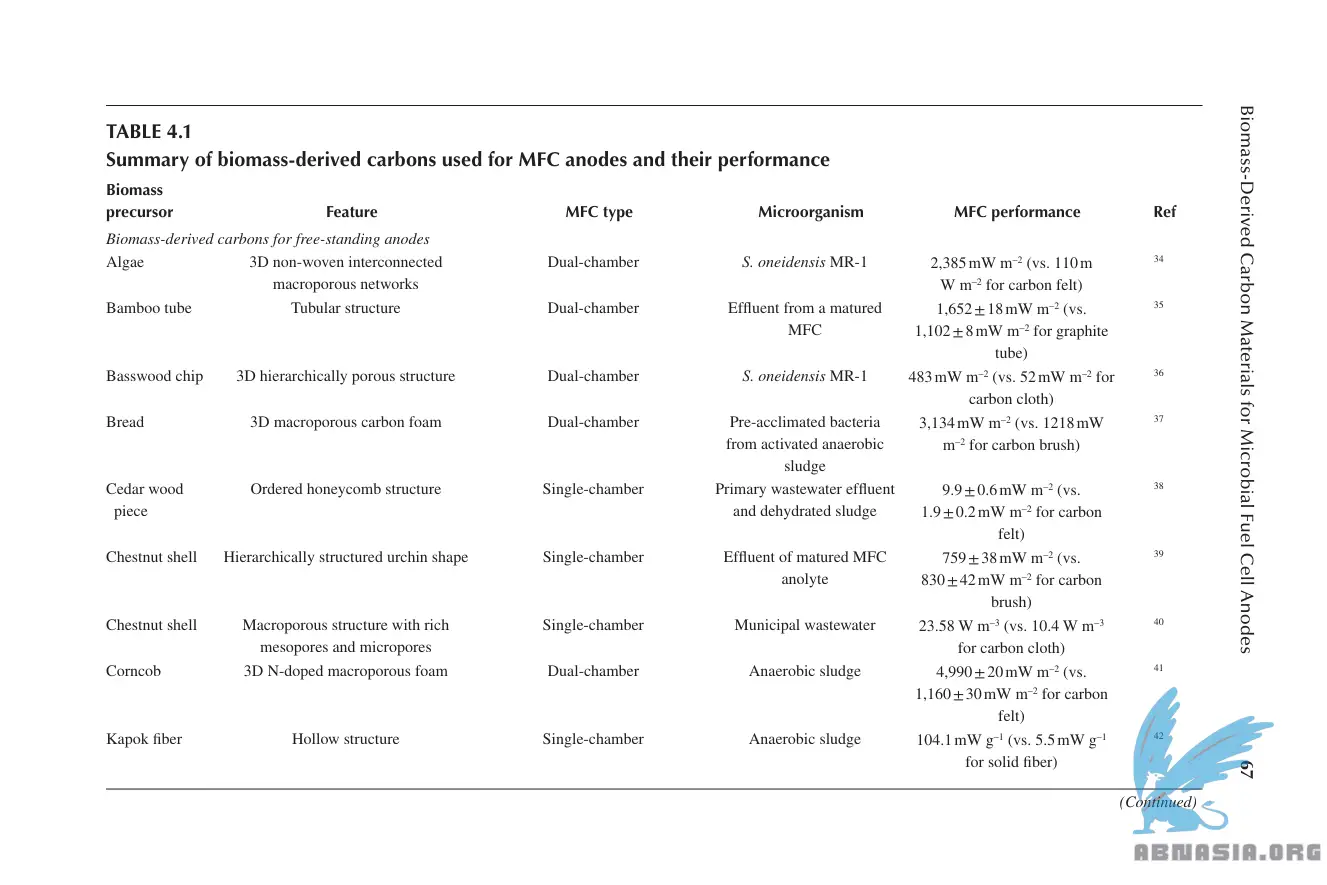 TABLE 4.1
Summary of biomass-derived carbons used for MFC anodes and their performance
Biomass
precursor Feature MFC type Microorganism MFC performance Ref
Biomass-derived carbons for free-standing anodes
Algae 3D non-woven interconnected Dual-chamber S. oneidensis MR-1 2,385 mW m–2 (vs. 110 m 34
macroporous networks W m–2 for carbon felt)
Bamboo tube Tubular structure Dual-chamber Effluent from a matured 1,652 ± 18 mW m–2 (vs. 35
MFC 1,102 ± 8 mW m–2 for graphite
tube)
Basswood chip 3D hierarchically porous structure Dual-chamber S. oneidensis MR-1 483 mW m–2 (vs. 52 mW m–2 for 36
carbon cloth)
Bread 3D macroporous carbon foam Dual-chamber Pre-acclimated bacteria 3,134 mW m–2 (vs. 1218 mW 37
from activated anaerobic m–2 for carbon brush)
sludge
Cedar wood Ordered honeycomb structure Single-chamber Primary wastewater effluent 9.9 ± 0.6 mW m–2 (vs. 38
piece and dehydrated sludge 1.9 ± 0.2 mW m–2 for carbon
felt)
Chestnut shell Hierarchically structured urchin shape Single-chamber Effluent of matured MFC 759 ± 38 mW m–2 (vs. 39
anolyte 830 ± 42 mW m–2 for carbon
brush)
Chestnut shell Macroporous structure with rich Single-chamber Municipal wastewater 23.58 W m–3 (vs. 10.4 W m–3 40
mesopores and micropores for carbon cloth)
Corncob 3D N-doped macroporous foam Dual-chamber Anaerobic sludge 4,990 ± 20 mW m–2 (vs. 41
1,160 ± 30 mW m–2 for carbon
felt)
Kapok fiber Hollow structure Single-chamber Anaerobic sludge 104.1 mW g–1 (vs. 5.5 mW g–1 42
for solid fiber)
(Continued)
Biomass-Derived Carbon Materials for Microbial Fuel Cell Anodes 67
ABNASIA.ORG